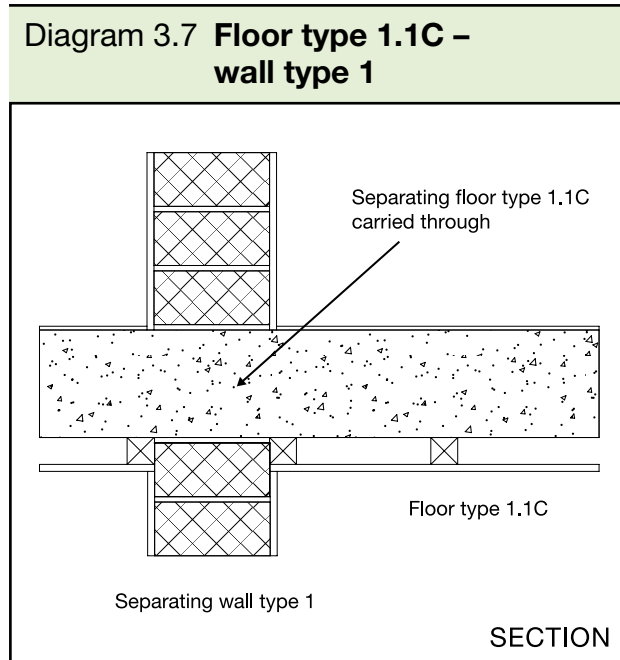 Diagram 3.7 Floor type 1.1C –
wall type 1
Separating floor type 1.1C
carried through
Floor type 1.1C
Separating wall type 1
SECTION